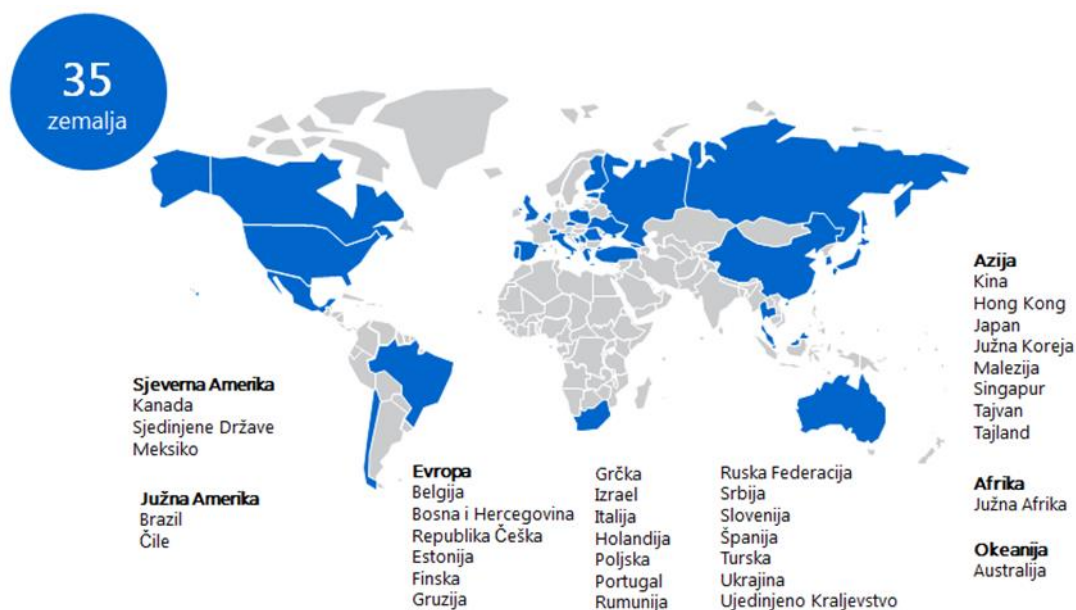 35
zemalja
Sjeverna Amerika
Kanada
Sjedinjene Države
Meksiko
Južna Amerika
Brazil
Čile
Evropa
Belgija
Bosna i Hercegovina
Republika Češka
Estonija
Finska
Gruzija
Grčka
Izrael
Italija
Holandija
Poljska
Portugal
Rumunija
Ruska Federacija
Srbija
Slovenija
Španija
Turska
Ukrajina
Ujedinjeno Kraljevstvo
Azija
Kina
Hong Kong
Japan
Južna Koreja
Malezija
Singapur
Tajvan
Tajland
Afrika
Južna Afrika
Okeanija
Australija